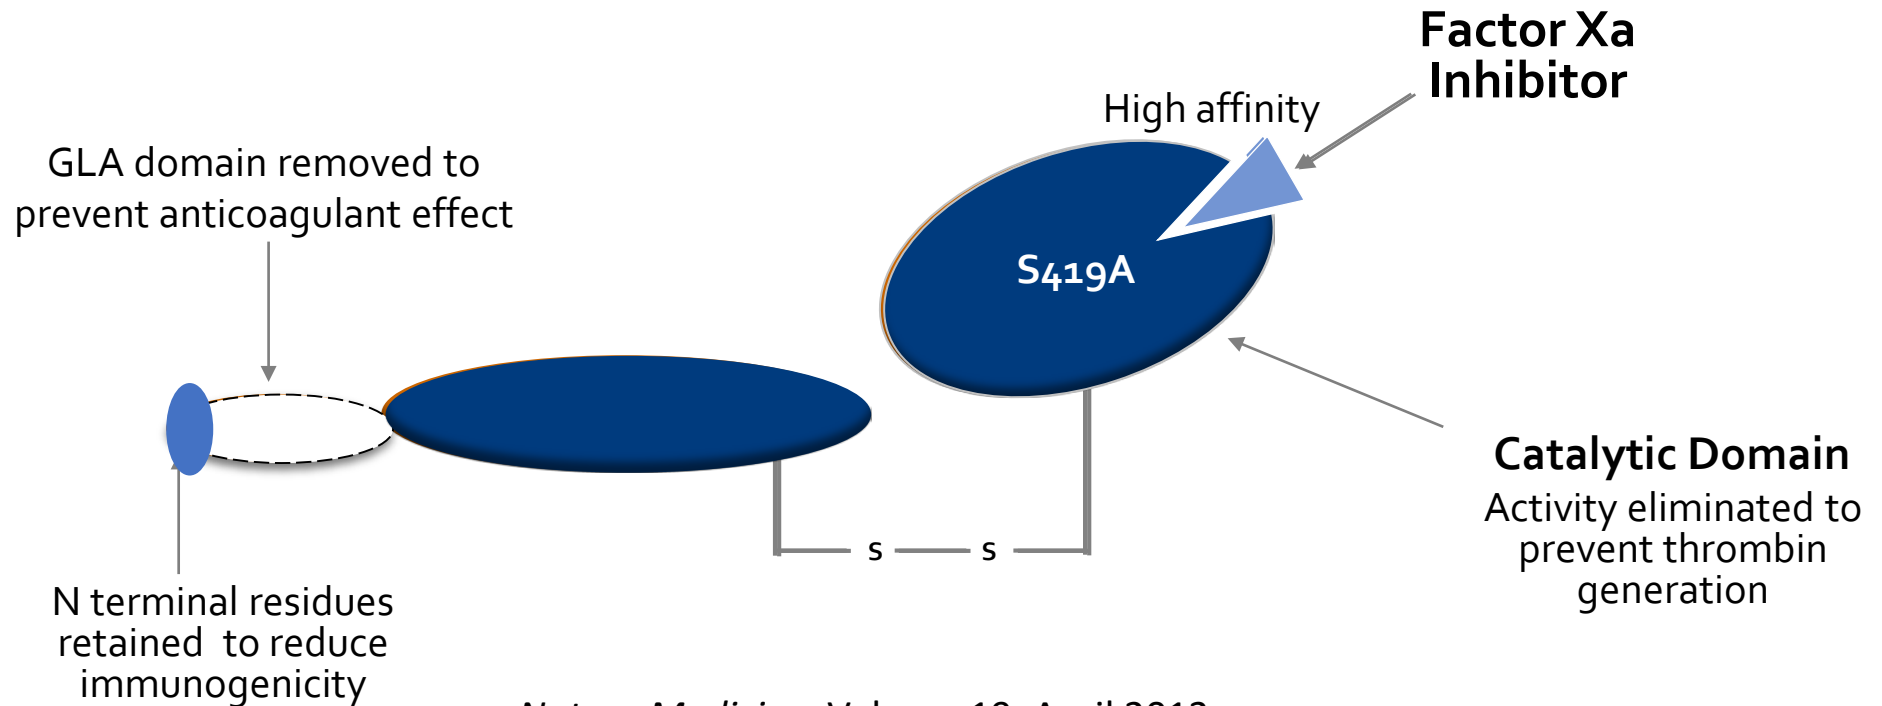 Factor Xa
Inhibitor
High affinity
GLA domain removed to
prevent anticoagulant effect
S419A
Catalytic Domain
Activity eliminated to
prevent thrombin
generation
s s
N terminal residues
retained to reduce
immunogenicity